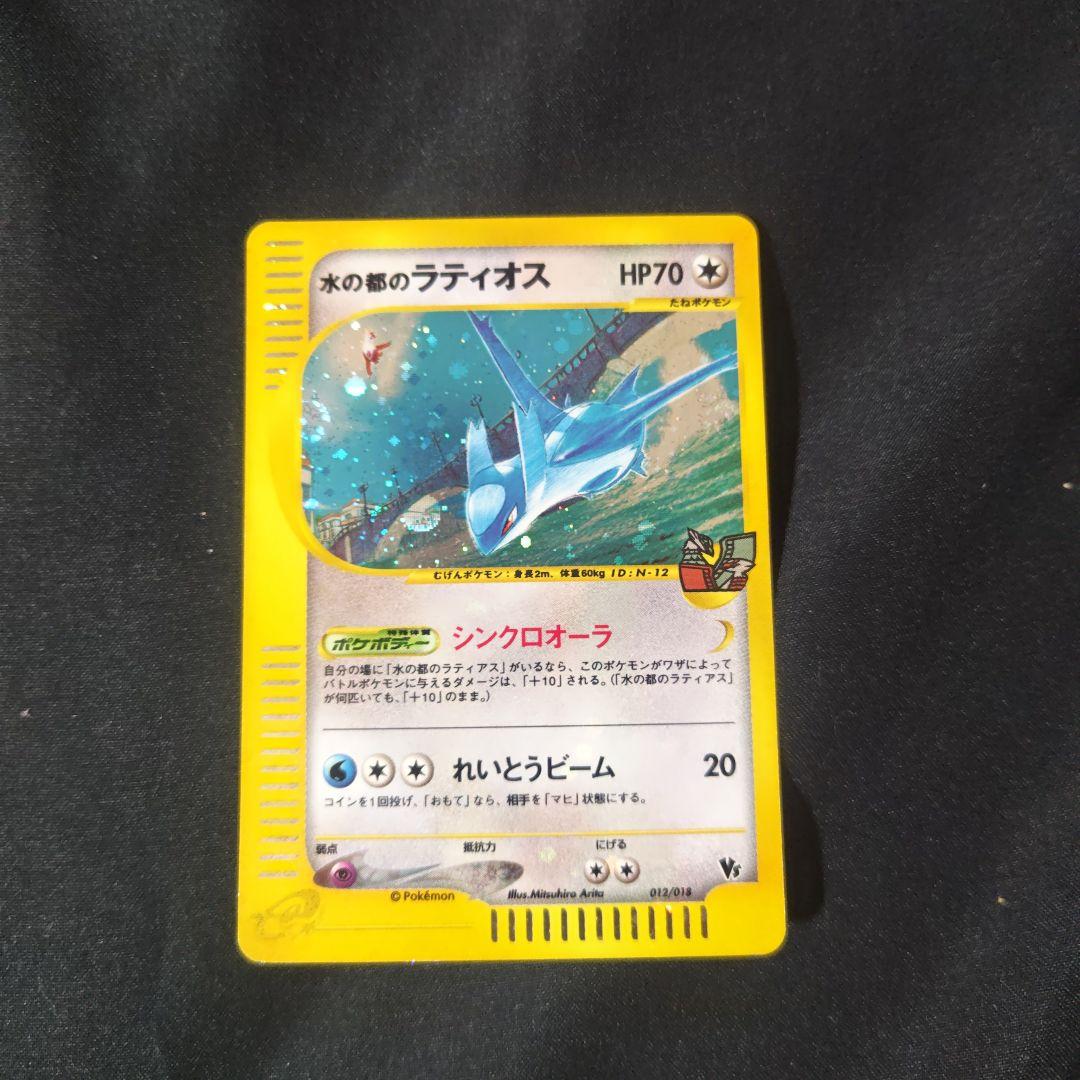 水の都のラティオス HP70
たねポケモン
むげんポケモン：身長2m、体重60kg ID：N-12
特殊体質
ポケボディー シンクロオーラ
自分の場に「水の都のラティアス」がいるなら、このポケモンがワザによって
バトルポケモンに与えるダメージは、「＋10」される。（「水の都のラティアス」
が何匹いても、「＋10」のまま。）
れいとうビーム 20
コインを1回投げ、「おもて」なら、相手を「マヒ」状態にする。
弱点 抵抗力 にげる
VS
© Pokémon Illus.Mitsuhiro Arita 012/018